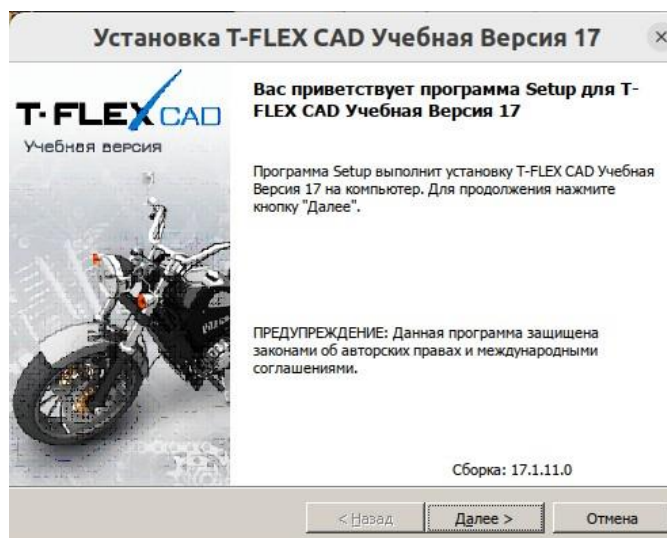 Установка T-FLEX CAD Учебная Версия 17
T-FLEX CAD
Учебная версия
Вас приветствует программа Setup для T-
FLEX CAD Учебная Версия 17
Программа Setup выполнит установку T-FLEX CAD Учебная
Версия 17 на компьютер. Для продолжения нажмите
кнопку "Далее".
ПРЕДУПРЕЖДЕНИЕ: Данная программа защищена
законами об авторских правах и международными
соглашениями.
Сборка: 17.1.11.0
< Назад Далее > Отмена